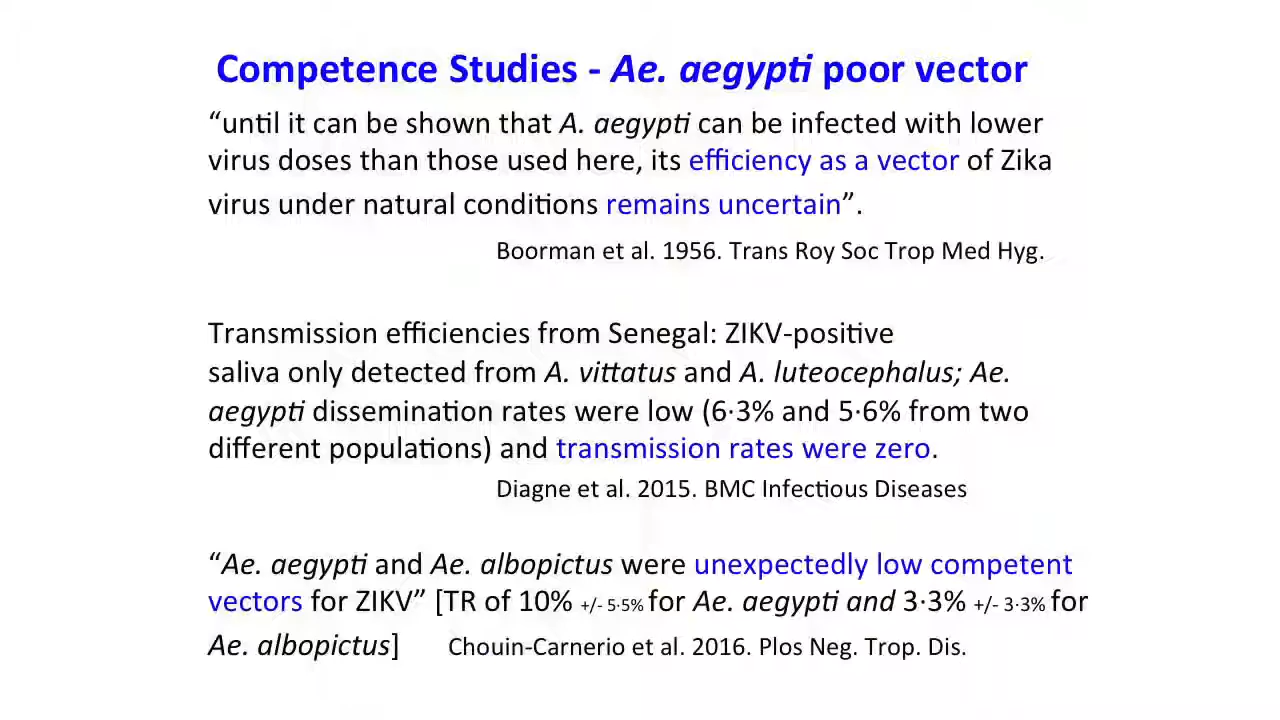 Competence Studies - Ae. aegypti poor vector
“until it can be shown that A. aegypti can be infected with lower
virus doses than those used here, its efficiency as a vector of Zika
virus under natural conditions remains uncertain”.
Boorman et al. 1956. Trans Roy Soc Trop Med Hyg.
Transmission efficiencies from Senegal: ZIKV-positive
saliva only detected from A. vittatus and A. luteocephalus; Ae.
aegypti dissemination rates were low (6·3% and 5·6% from two
different populations) and transmission rates were zero.
Diagne et al. 2015. BMC Infectious Diseases
“Ae. aegypti and Ae. albopictus were unexpectedly low competent
vectors for ZIKV” [TR of 10% +/- 5·5% for Ae. aegypti and 3·3% +/- 3·3% for
Ae. albopictus] Chouin-Carnerio et al. 2016. Plos Neg. Trop. Dis.